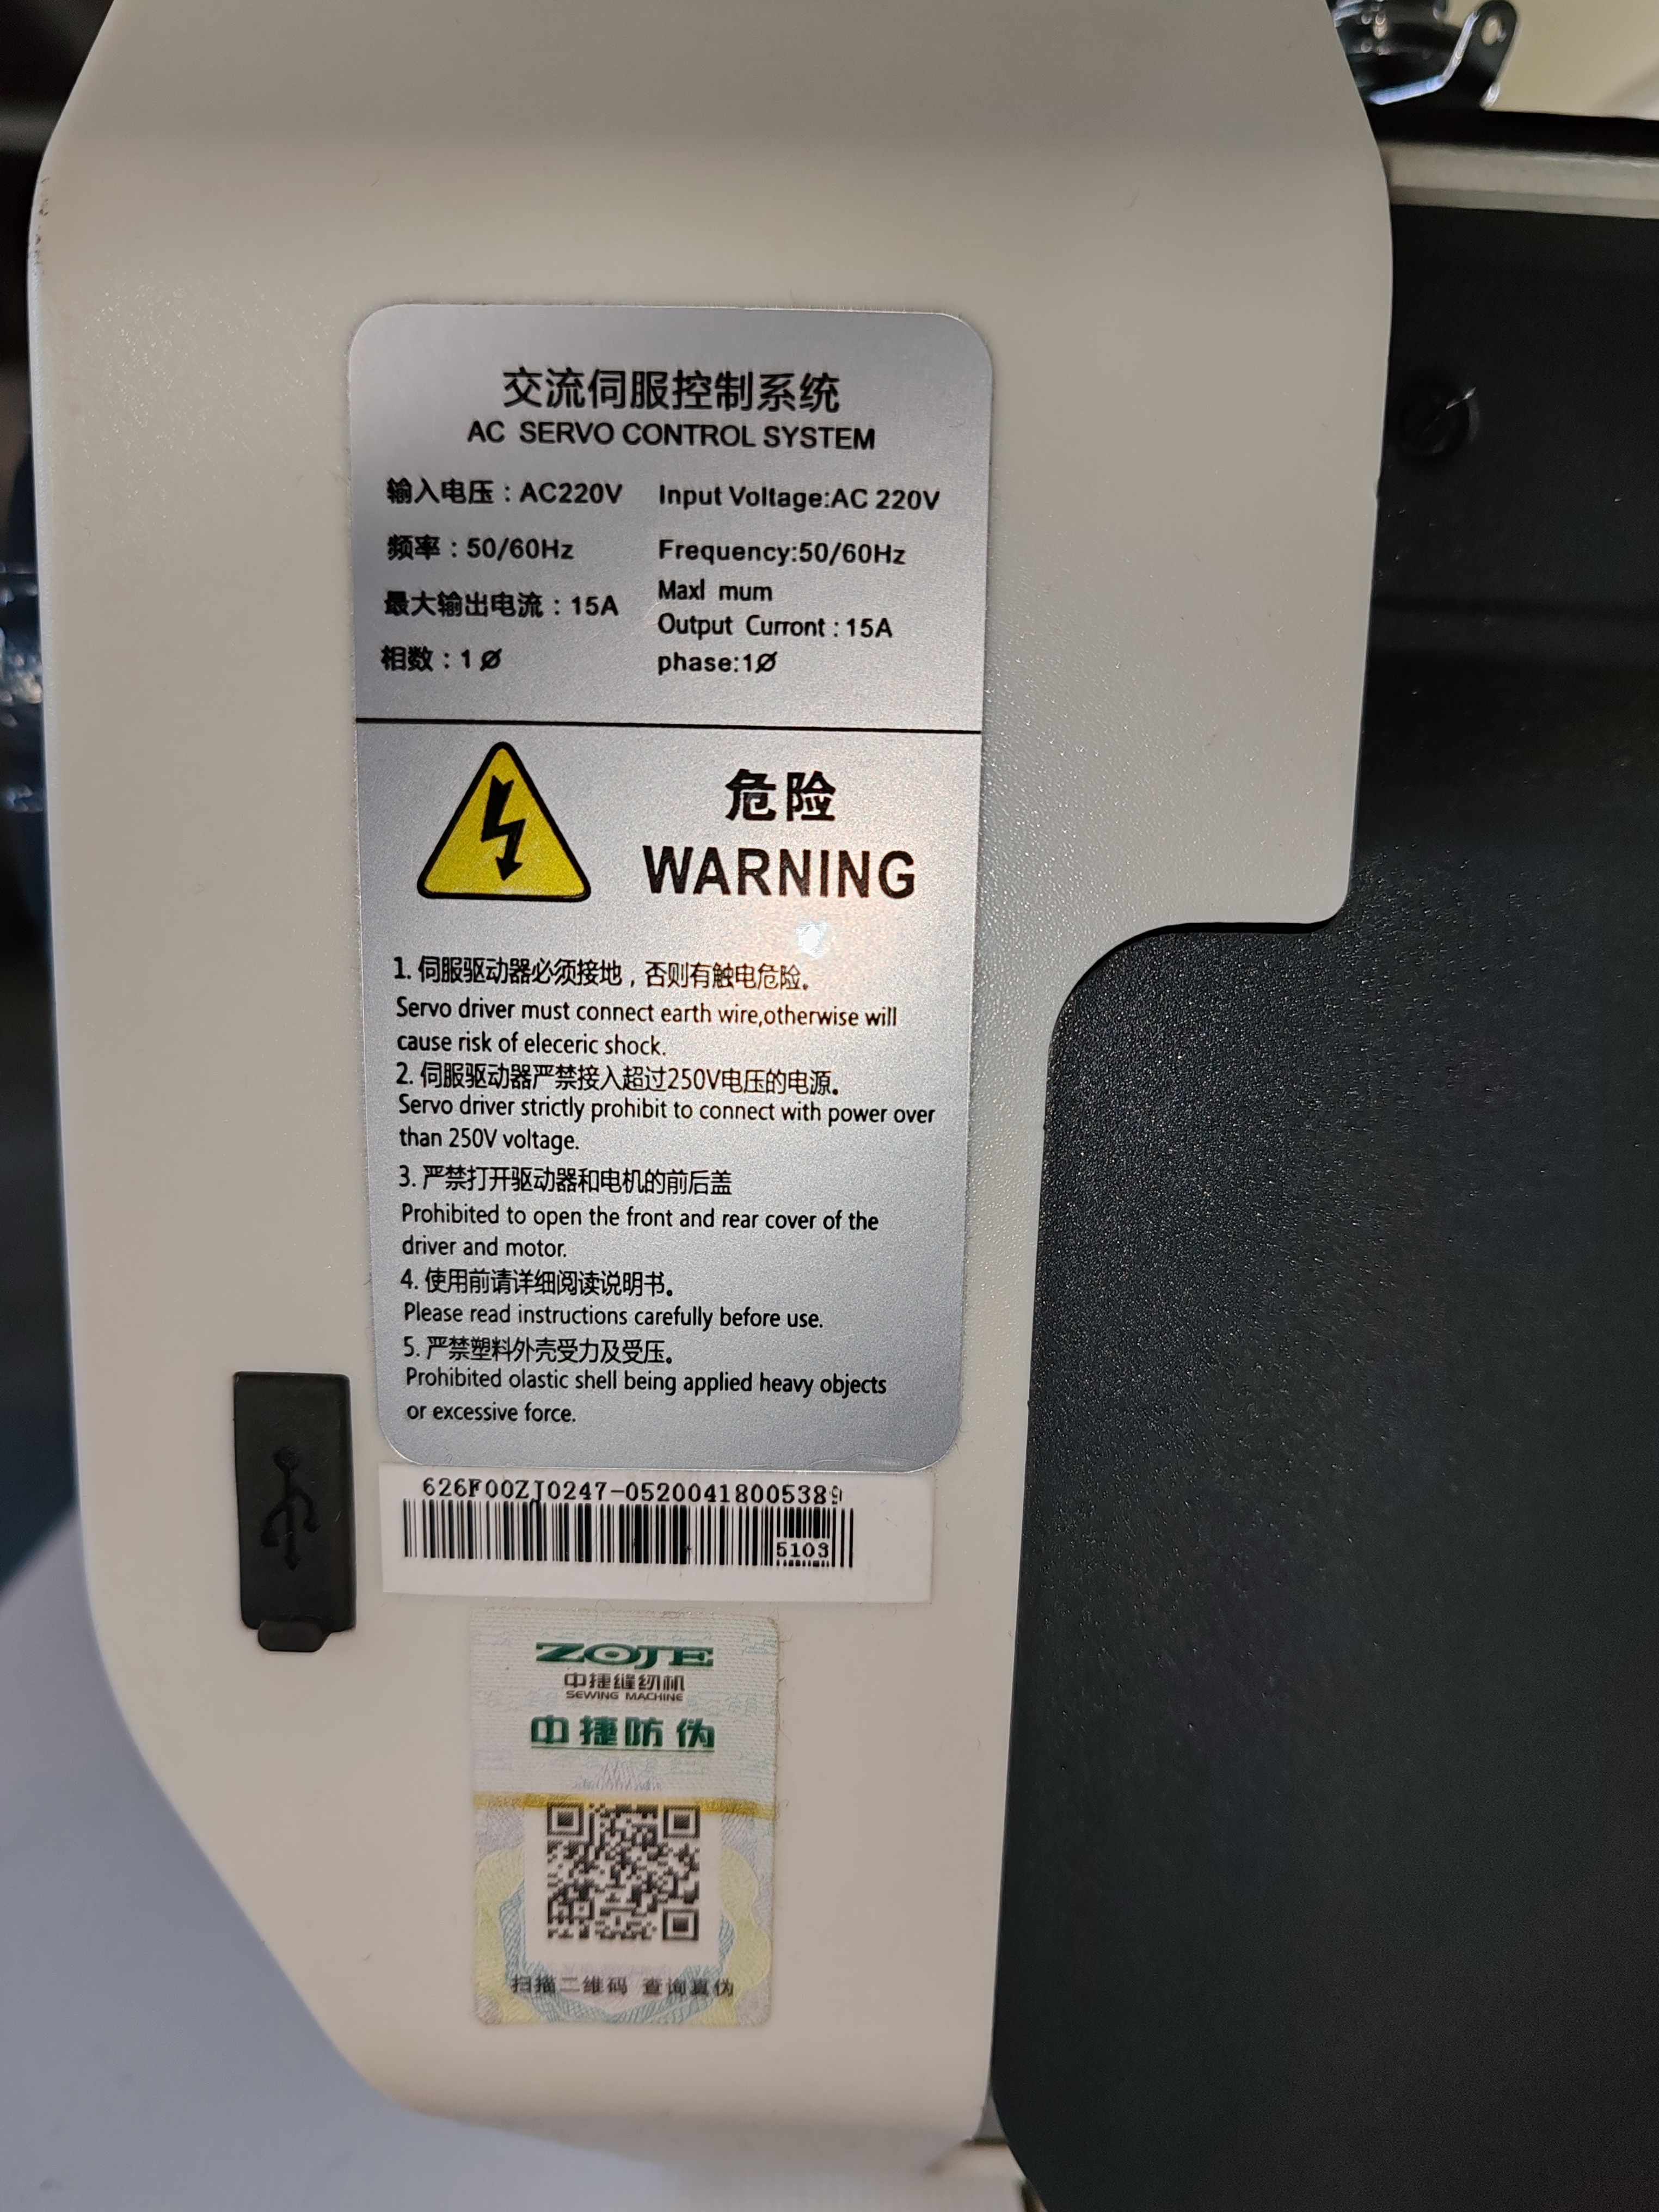 交流伺服控制系统
AC SERVO CONTROL SYSTEM
输入电压：AC220V Input Voltage:AC 220V
频率：50/60Hz Frequency:50/60Hz
最大输出电流：15A MaxI mum
Output Curront : 15A
相数：1Ø phase:1Ø
危险
WARNING
1. 伺服驱动器必须接地，否则有触电危险。
Servo driver must connect earth wire,otherwise will
cause risk of eleceric shock.
2. 伺服驱动器严禁接入超过250V电压的电源。
Servo driver strictly prohibit to connect with power over
than 250V voltage.
3. 严禁打开驱动器和电机的前后盖
Prohibited to open the front and rear cover of the
driver and motor.
4. 使用前请详细阅读说明书。
Please read instructions carefully before use.
5. 严禁塑料外壳受力及受压。
Prohibited olastic shell being applied heavy objects
or excessive force.
626F00ZJ0247-05200418005389
5103
ZOJE
中捷缝纫机
SEWING MACHINE
中捷防伪
扫描二维码 查询真伪